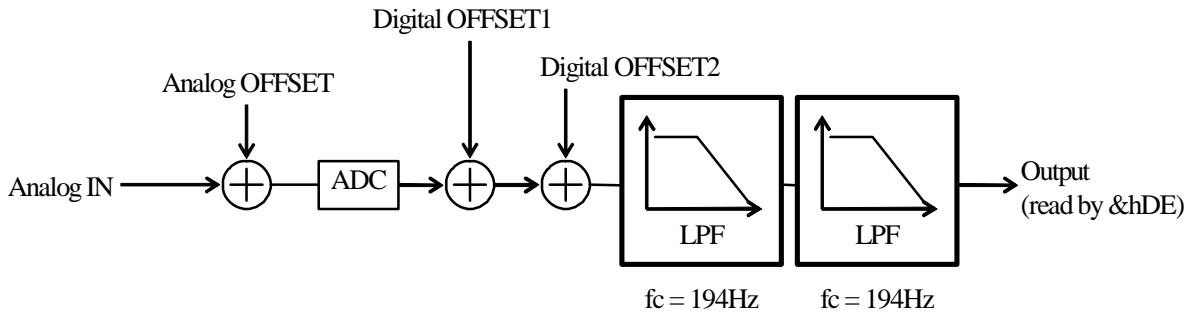 Digital OFFSET1
Digital OFFSET2
Analog OFFSET
Analog IN
ADC
LPF
LPF
Output
(read by &hDE)
fc = 194Hz
fc = 194Hz